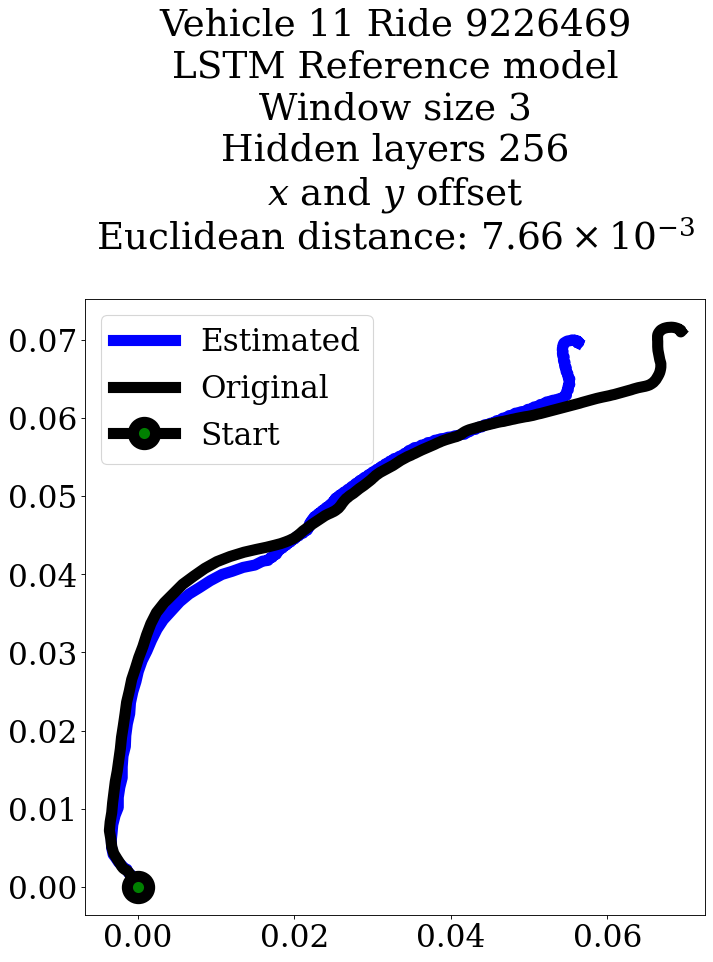 Vehicle 11 Ride 9226469
LSTM Reference model
Window size 3
Hidden layers 256
x and y offset
Euclidean distance: 7.66 × 10⁻³
Estimated
Original
Start
0.07
0.06
0.05
0.04
0.03
0.02
0.01
0.00
0.00 0.02 0.04 0.06